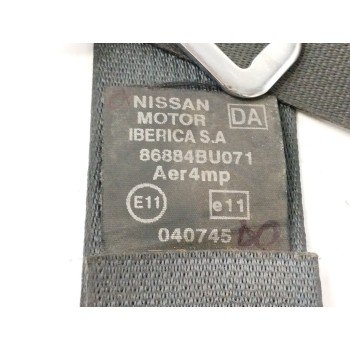 NISSAN
MOTOR DA
IBERICA S.A
86884BU071
Aer4mp
E11 e11
040745